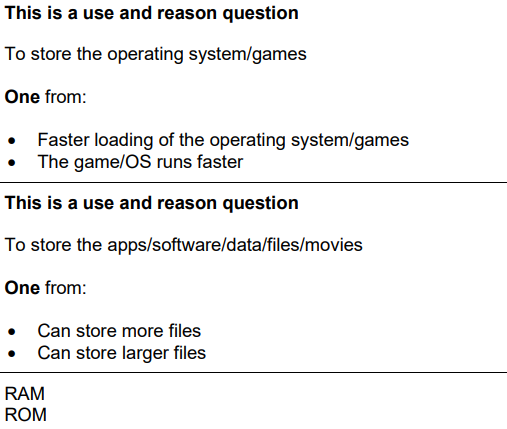 This is a use and reason question
To store the operating system/games
One from:
• Faster loading of the operating system/games
• The game/OS runs faster
This is a use and reason question
To store the apps/software/data/files/movies
One from:
• Can store more files
• Can store larger files
RAM
ROM